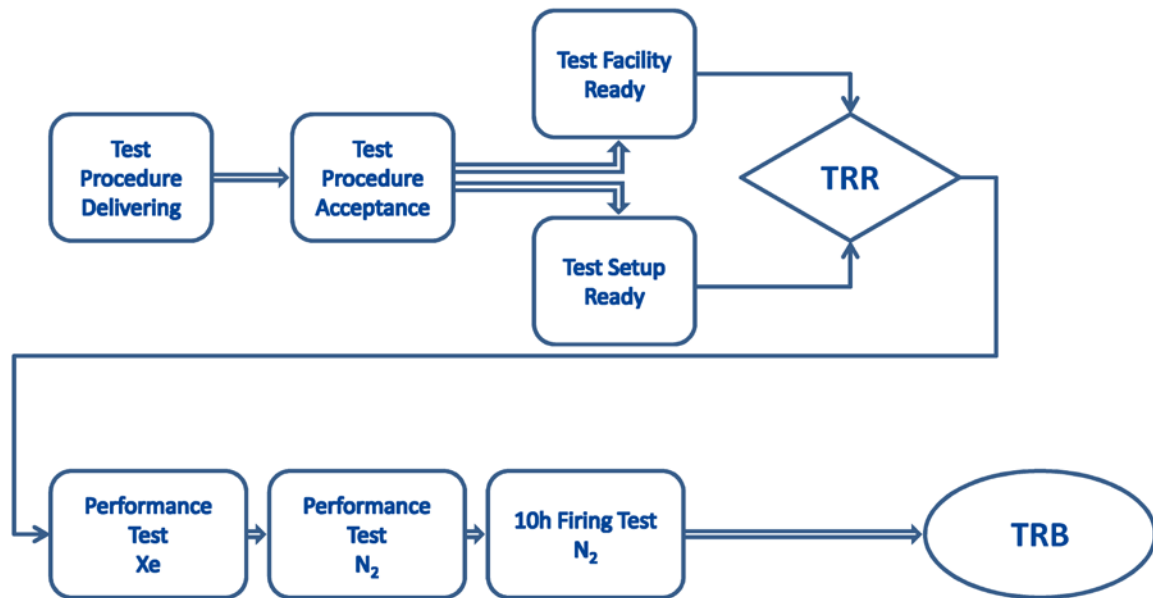 Test
Procedure
Delivering
Test
Procedure
Acceptance
Test Facility
Ready
Test Setup
Ready
TRR
Performance
Test
Xe
Performance
Test
N₂
10h Firing Test
N₂
TRB